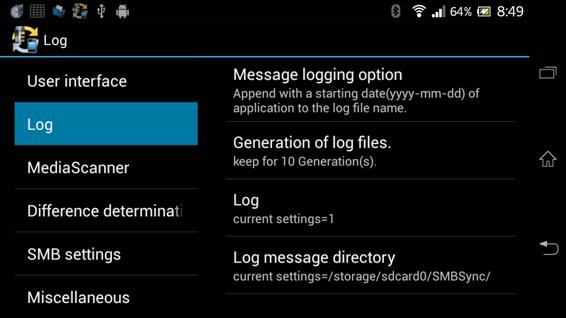 64% 8:49
Log
User interface
Log
MediaScanner
Difference determinati
SMB settings
Miscellaneous
Message logging option
Append with a starting date(yyyy-mm-dd) of
application to the log file name.
Generation of log files.
keep for 10 Generation(s).
Log
current settings=1
Log message directory
current settings=/storage/sdcard0/SMBSync/